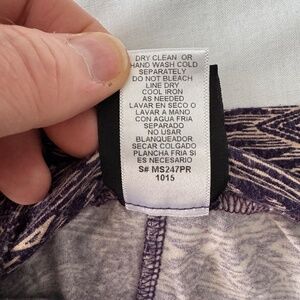 DRY CLEAN OR
HAND WASH COLD
SEPARATELY
DO NOT BLEACH
LINE DRY
COOL IRON
AS NEEDED
LAVAR EN SÉCO O
LAVAR A MANO
CON AGUA FRIA
SEPARADO
NO USAR
BLANQUEADOR
SECAR COLGADO
PLANCHA FRIA SI
ES NECESARIO
S# MS247PR
1015